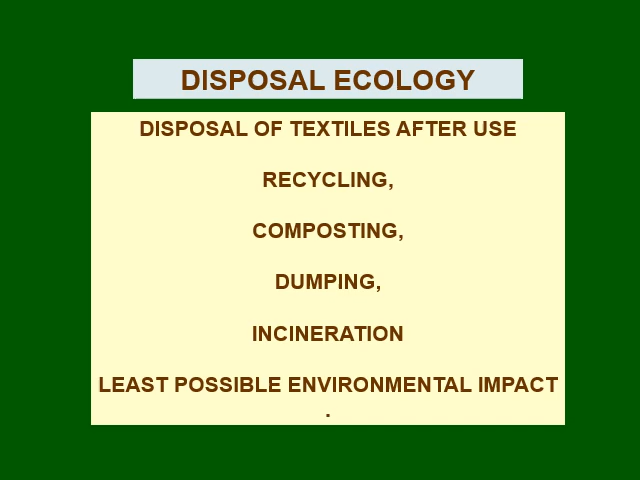 DISPOSAL ECOLOGY
DISPOSAL OF TEXTILES AFTER USE
RECYCLING,
COMPOSTING,
DUMPING,
INCINERATION
LEAST POSSIBLE ENVIRONMENTAL IMPACT
.